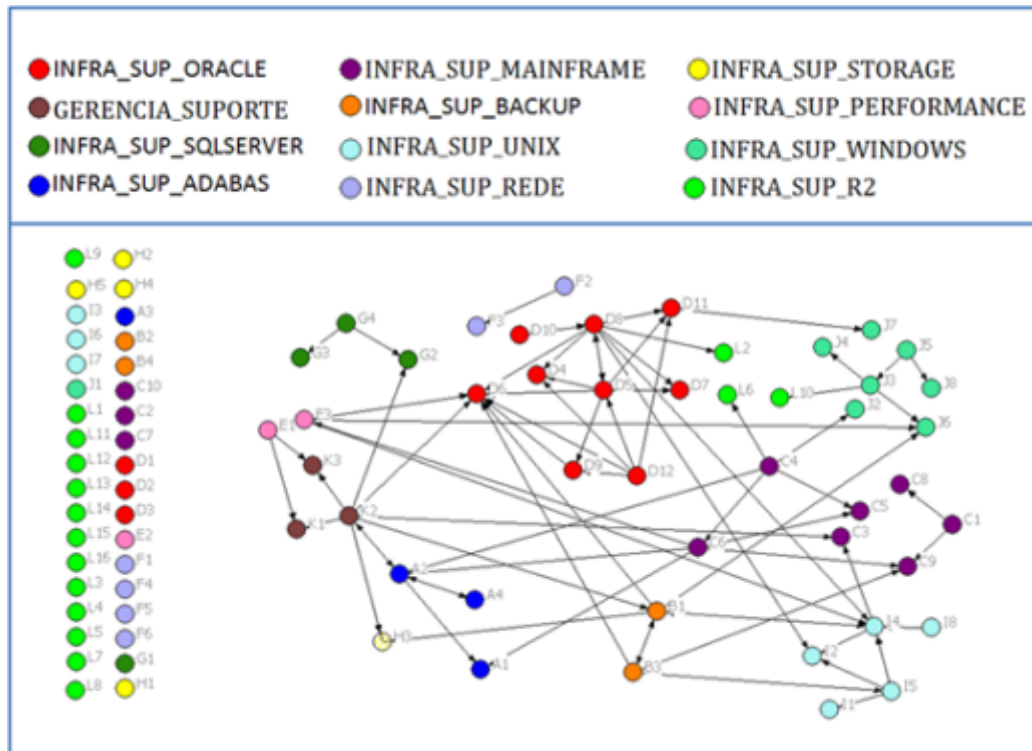 INFRA_SUP_ORACLE INFRA_SUP_MAINFRAME INFRA_SUP_STORAGE
GERENCIA_SUPORTE INFRA_SUP_BACKUP INFRA_SUP_PERFORMANCE
INFRA_SUP_SQLSERVER INFRA_SUP_UNIX INFRA_SUP_WINDOWS
INFRA_SUP_ADABAS INFRA_SUP_REDE INFRA_SUP_R2
L9 H2
H5 H4
I3 A3
I6 B2
I7 B4
J1 C10
L1 C2
L11 C7
L12 D1
L13 D2
L14 D3
L15 E2
L16 F1
L3 F4
L4 F5
L5 F6
L7 G1
L8 H1
F2
D11
G4 F3 D10 D8 J7
G3 G2 L2 J4 J5
D6 D4 D5 D7 L6 L10 J3 J8
E1 E3 J2 J6
K3 D9 D12 C4 C8
K1 K2 C5 C1
C6 C3
A2 C9
A4 B1
H3 I4 I8
A1 B3 I2
I5
I1